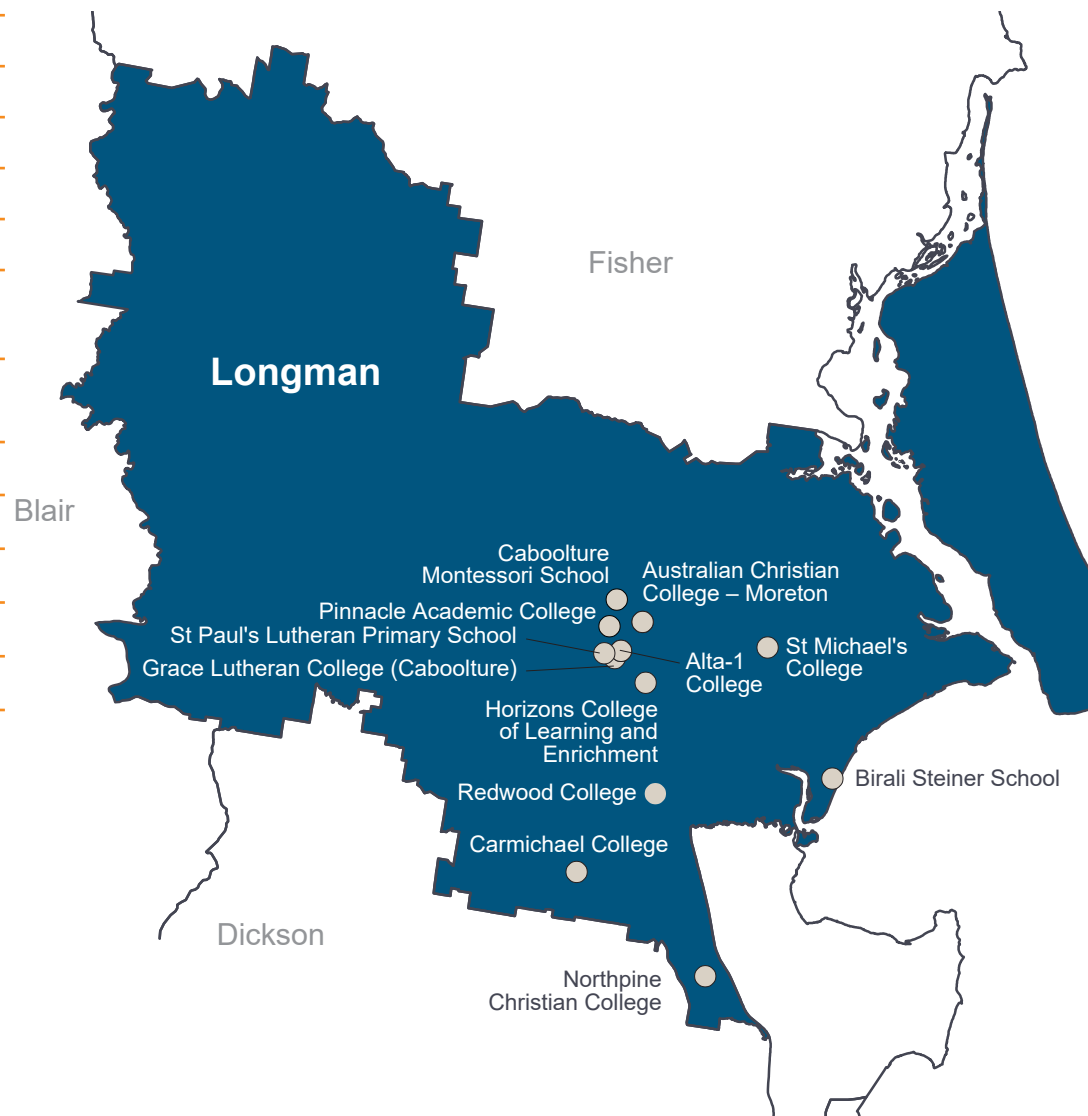 Fisher
Longman
Blair
Caboolture
Montessori School
Australian Christian
College – Moreton
Pinnacle Academic College
St Paul's Lutheran Primary School
Grace Lutheran College (Caboolture)
Alta-1
College
St Michael's
College
Horizons College
of Learning and
Enrichment
Birali Steiner School
Redwood College
Carmichael College
Dickson
Northpine
Christian College